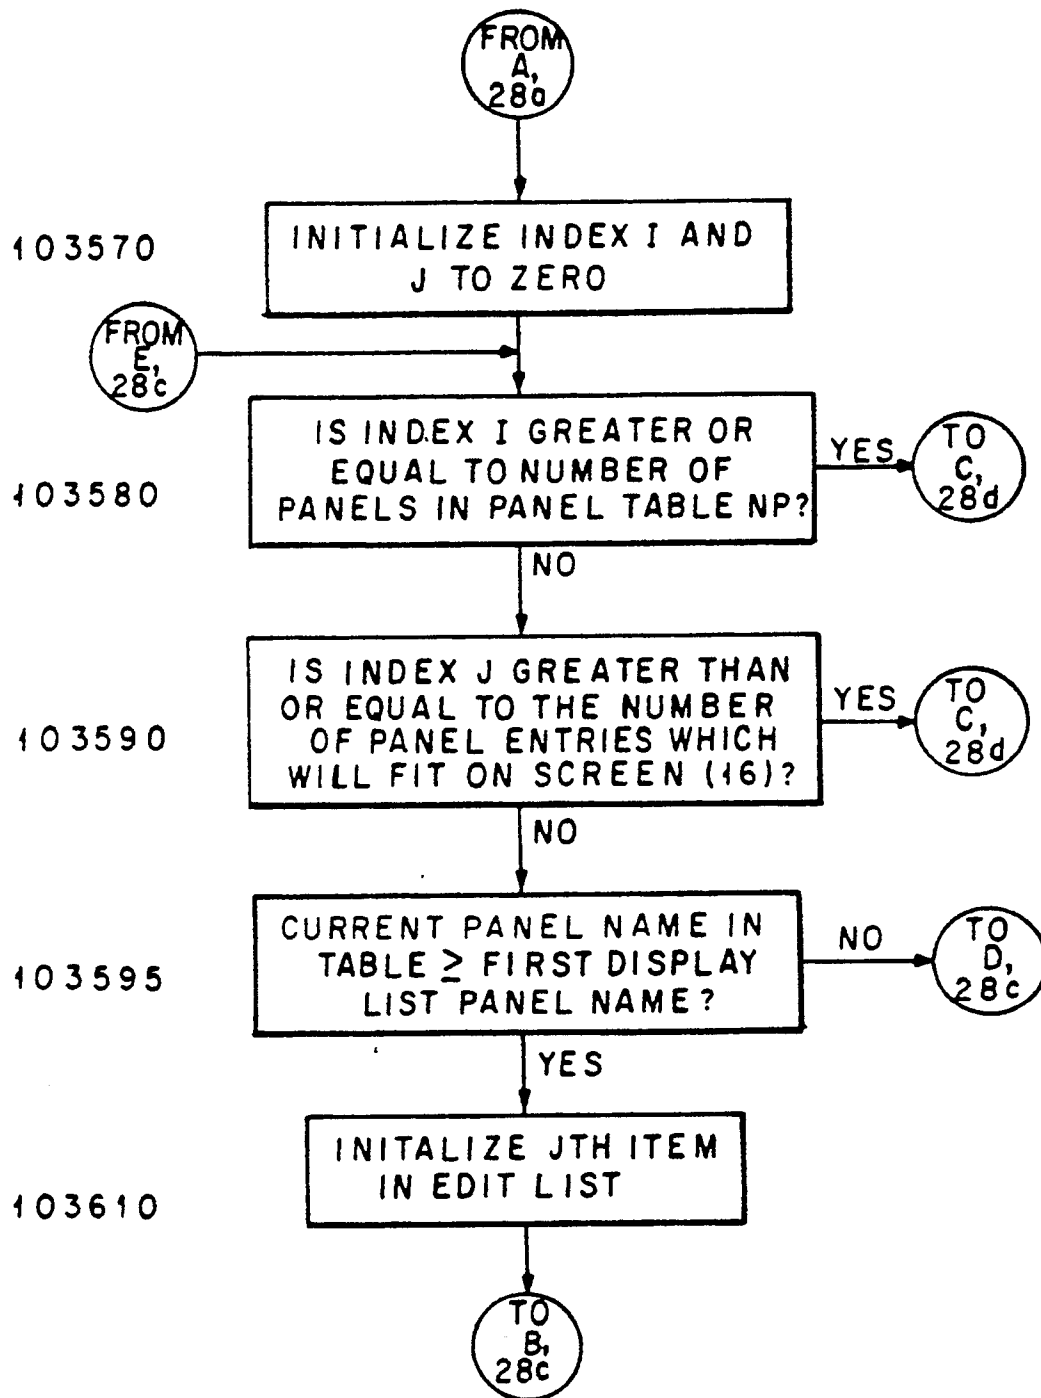 FROM
A,
28a
103570
INITIALIZE INDEX I AND
J TO ZERO
FROM
E,
28c
103580
IS INDEX I GREATER OR
EQUAL TO NUMBER OF
PANELS IN PANEL TABLE NP?
YES
TO
C,
28d
NO
103590
IS INDEX J GREATER THAN
OR EQUAL TO THE NUMBER
OF PANEL ENTRIES WHICH
WILL FIT ON SCREEN (16)?
YES
TO
C,
28d
NO
103595
CURRENT PANEL NAME IN
TABLE ≥ FIRST DISPLAY
LIST PANEL NAME?
NO
TO
D,
28c
YES
103610
INITALIZE JTH ITEM
IN EDIT LIST
TO
B,
28c